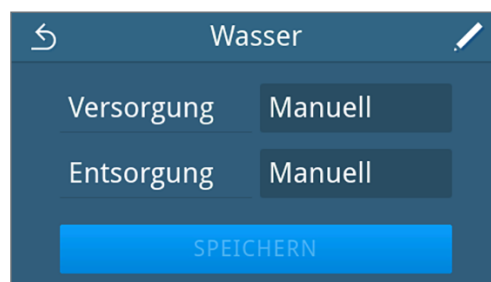 Wasser
Versorgung Manuell
Entsorgung Manuell
SPEICHERN